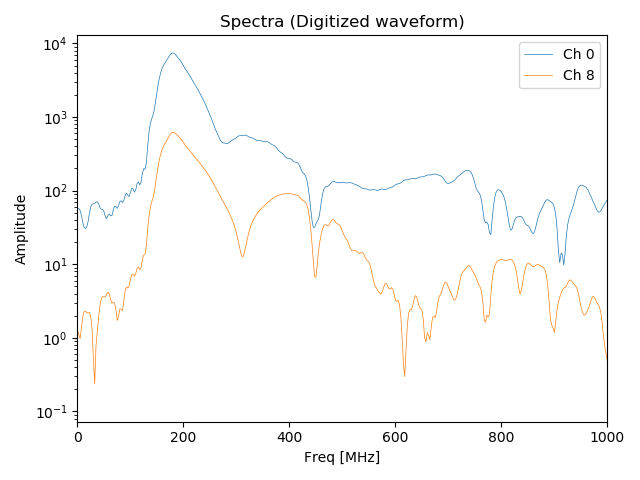 Spectra (Digitized waveform)
Ch 0
Ch 8
10⁴
10³
10²
10¹
10⁰
10⁻¹
Amplitude
0 200 400 600 800 1000
Freq [MHz]